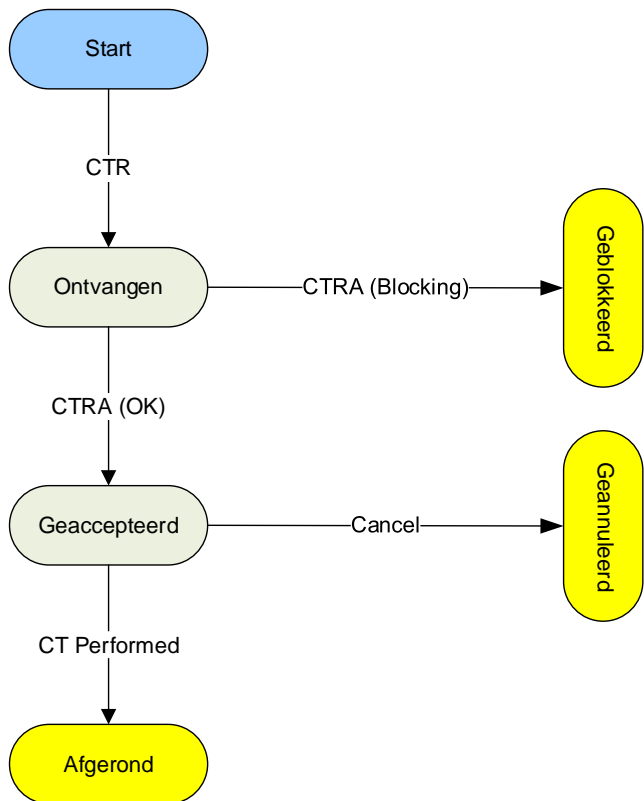 Start
CTR
Ontvangen
CTRA (Blocking)
Geblokkeerd
CTRA (OK)
Geaccepteerd
Cancel
Geannuleerd
CT Performed
Afgerond